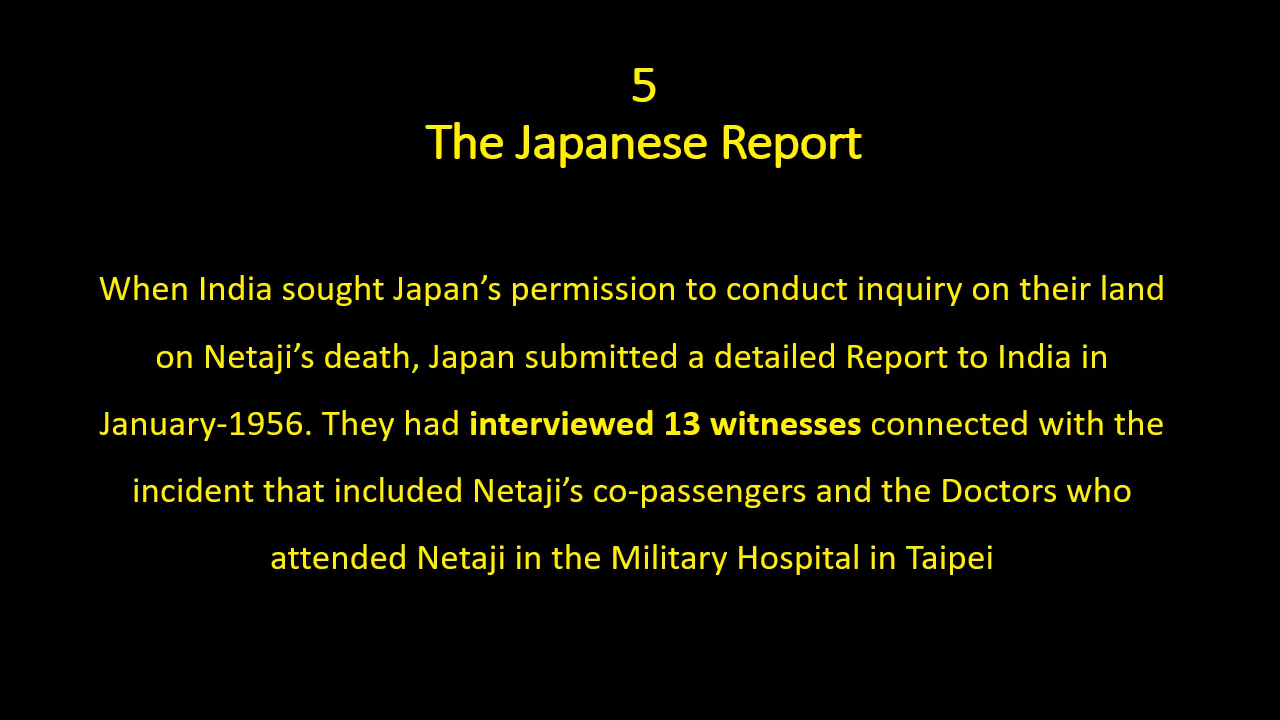 5
The Japanese Report
When India sought Japan’s permission to conduct inquiry on their land
on Netaji’s death, Japan submitted a detailed Report to India in
January-1956. They had interviewed 13 witnesses connected with the
incident that included Netaji’s co-passengers and the Doctors who
attended Netaji in the Military Hospital in Taipei